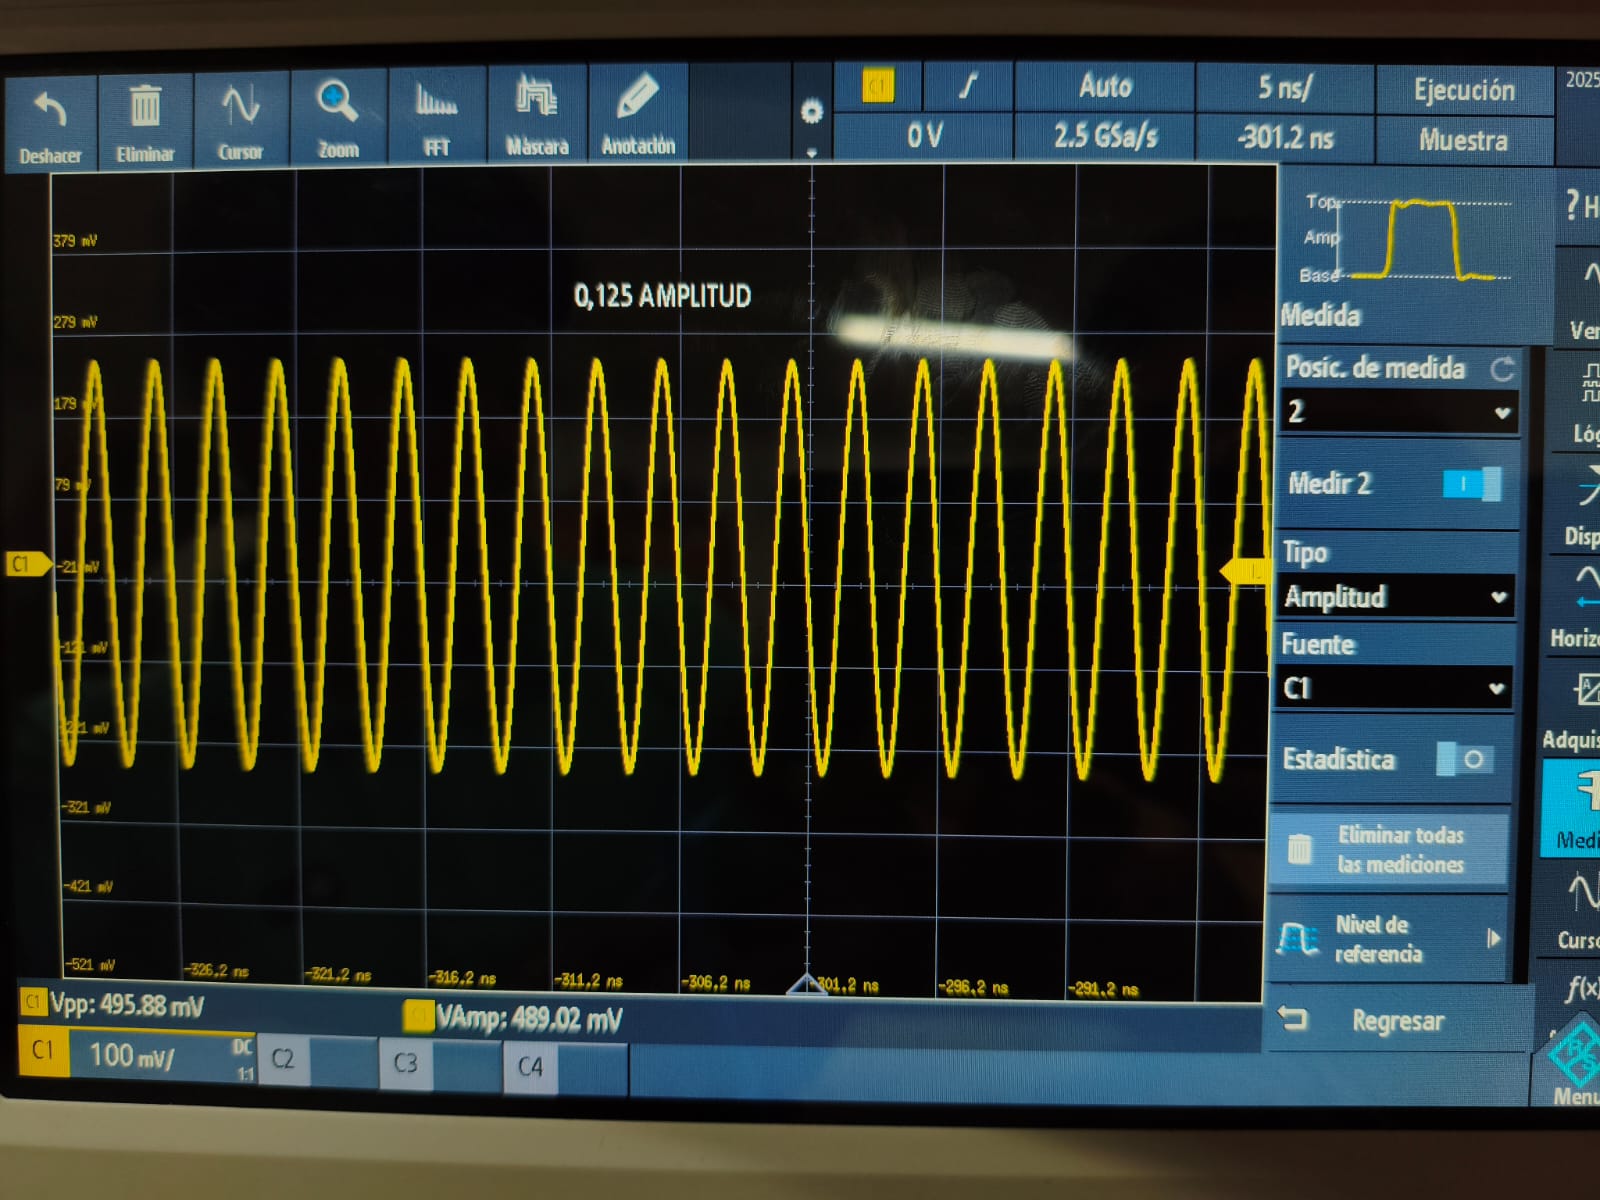 Deshacer
Eliminar
Cursor
Zoom
FFT
Máscara
Anotación
C1
0 V
Auto
2.5 GSa/s
5 ns/
-301.2 ns
Ejecución
Muestra
2025
379 mV
279 mV
179 mV
79 mV
-21 mV
-121 mV
-221 mV
-321 mV
-421 mV
-521 mV
0,125 AMPLITUD
C1
-326,2 ns
-321,2 ns
-316,2 ns
-311,2 ns
-306,2 ns
-301,2 ns
-296,2 ns
-291,2 ns
Top
Amp
Base
Medida
Posic. de medida
2
Medir 2
Tipo
Amplitud
Fuente
C1
Estadística
Eliminar todas
las mediciones
Nivel de
referencia
Regresar
? H
Ver
Lóg
Disp
Horizo
Adquis
Medi
Curso
f(x)
R&S
Menu
C1 Vpp: 495.88 mV
C1 VAmp: 489.02 mV
C1 100 mV/ DC
1:1
C2
C3
C4